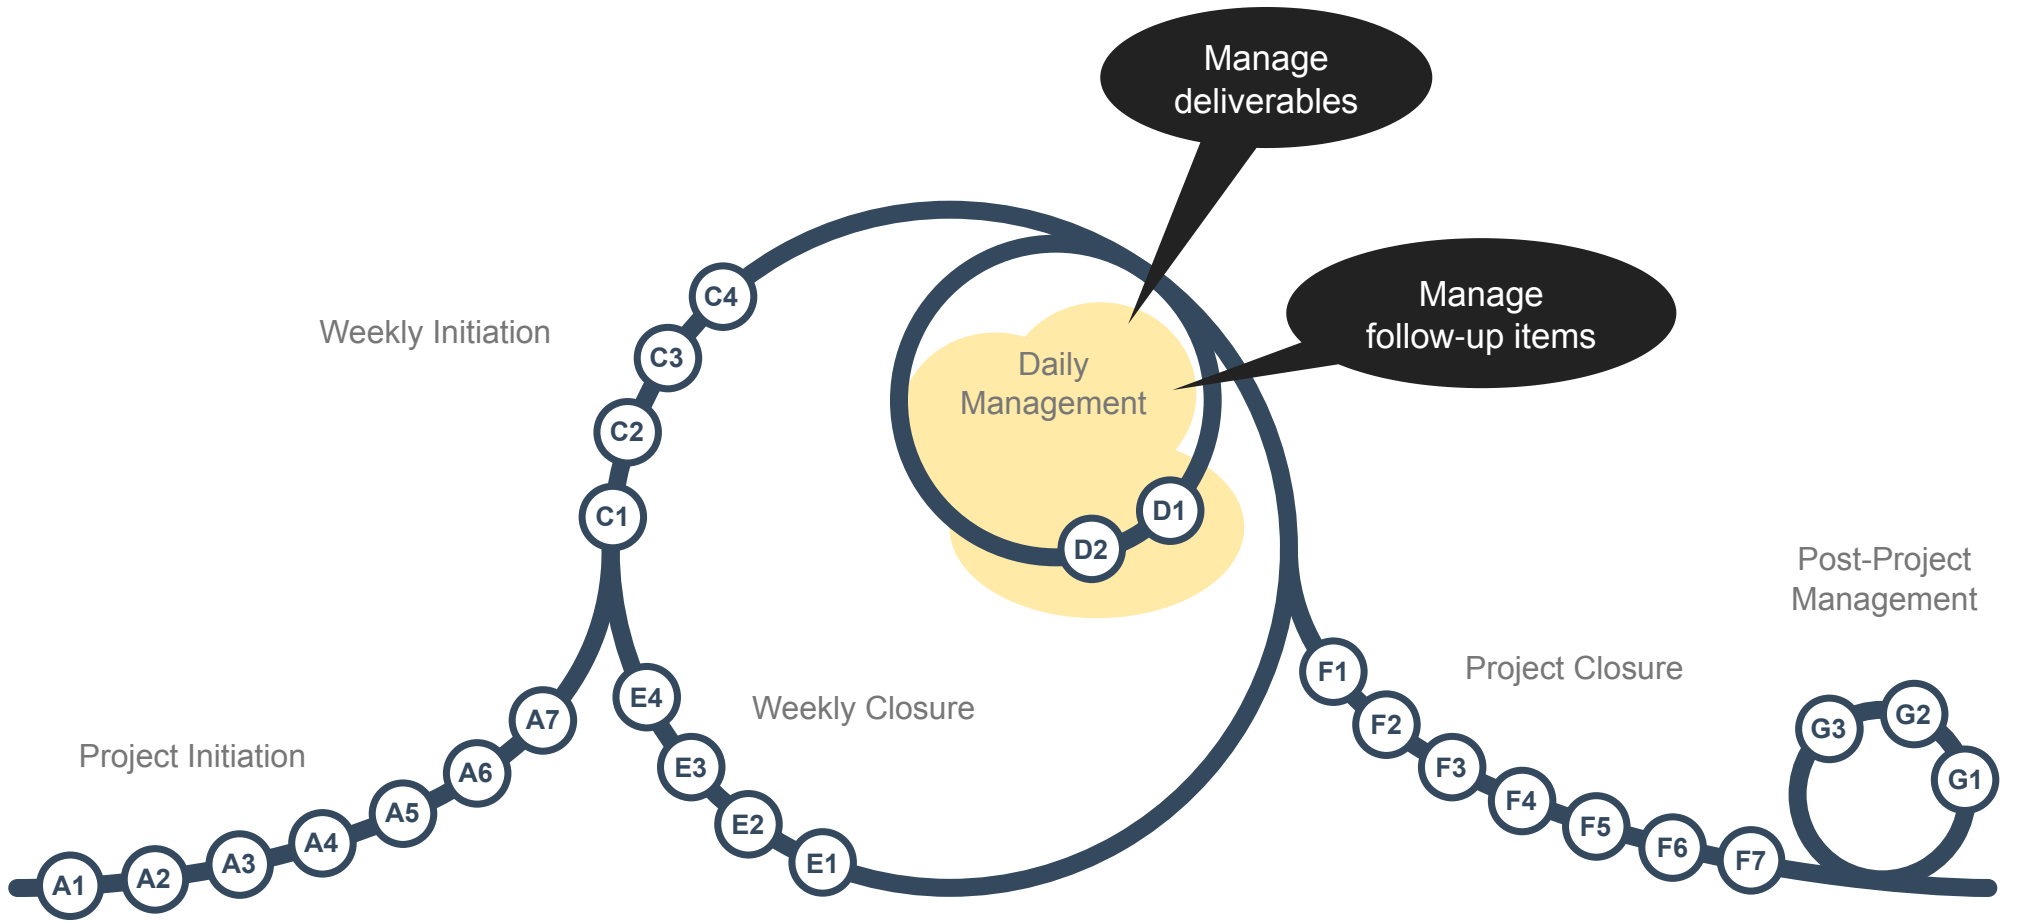 Manage
deliverables
Manage
follow-up items
Weekly Initiation
C4
C3
C2
C1
Daily
Management
D1
D2
Project Initiation
A1
A2
A3
A4
A5
A6
A7
Weekly Closure
E4
E3
E2
E1
Project Closure
F1
F2
F3
F4
F5
F6
F7
Post-Project
Management
G3
G2
G1